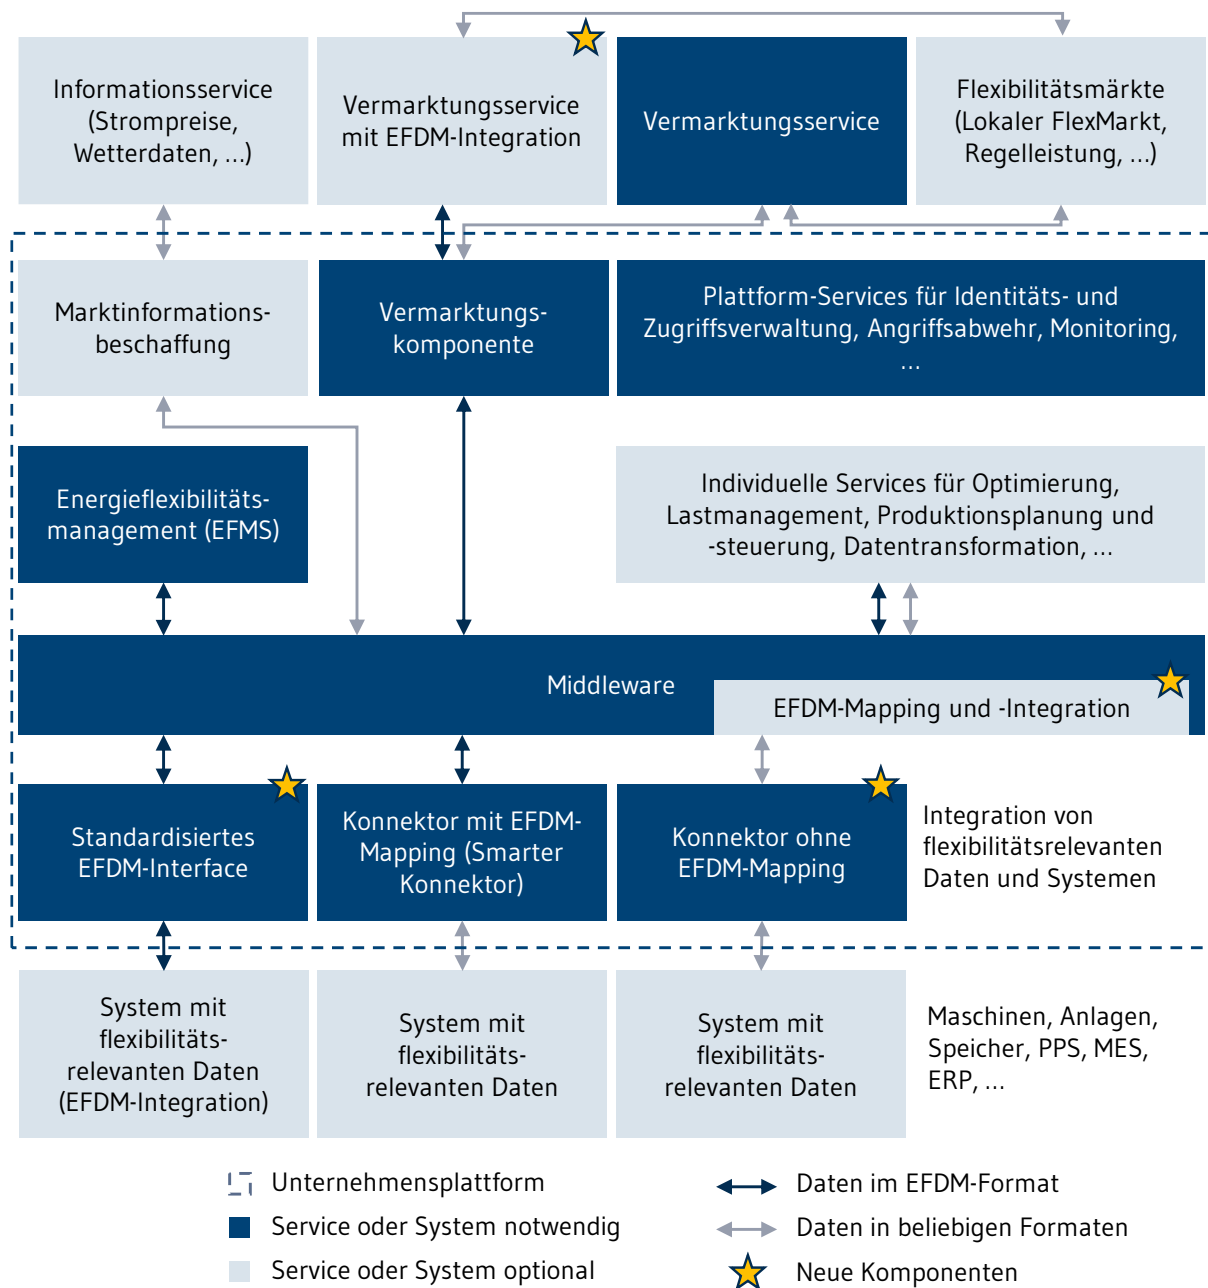 Informationsservice
(Strompreise,
Wetterdaten, ...)
Vermarktungsservice
mit EFDM-Integration
Vermarktungsservice
Flexibilitätsmärkte
(Lokaler FlexMarkt,
Regelleistung, ...)
Marktinformations-
beschaffung
Vermarktungs-
komponente
Plattform-Services für Identitäts- und
Zugriffsverwaltung, Angriffsabwehr, Monitoring,
...
Energieflexibilitäts-
management (EFMS)
Individuelle Services für Optimierung,
Lastmanagement, Produktionsplanung und
-steuerung, Datentransformation, ...
Middleware
EFDM-Mapping und -Integration
Standardisiertes
EFDM-Interface
Konnektor mit EFDM-
Mapping (Smarter
Konnektor)
Konnektor ohne
EFDM-Mapping
Integration von
flexibilitätsrelevanten
Daten und Systemen
System mit
flexibilitäts-
relevanten Daten
(EFDM-Integration)
System mit
flexibilitäts-
relevanten Daten
System mit
flexibilitäts-
relevanten Daten
Maschinen, Anlagen,
Speicher, PPS, MES,
ERP, ...
Unternehmensplattform
Service oder System notwendig
Service oder System optional
Daten im EFDM-Format
Daten in beliebigen Formaten
Neue Komponenten